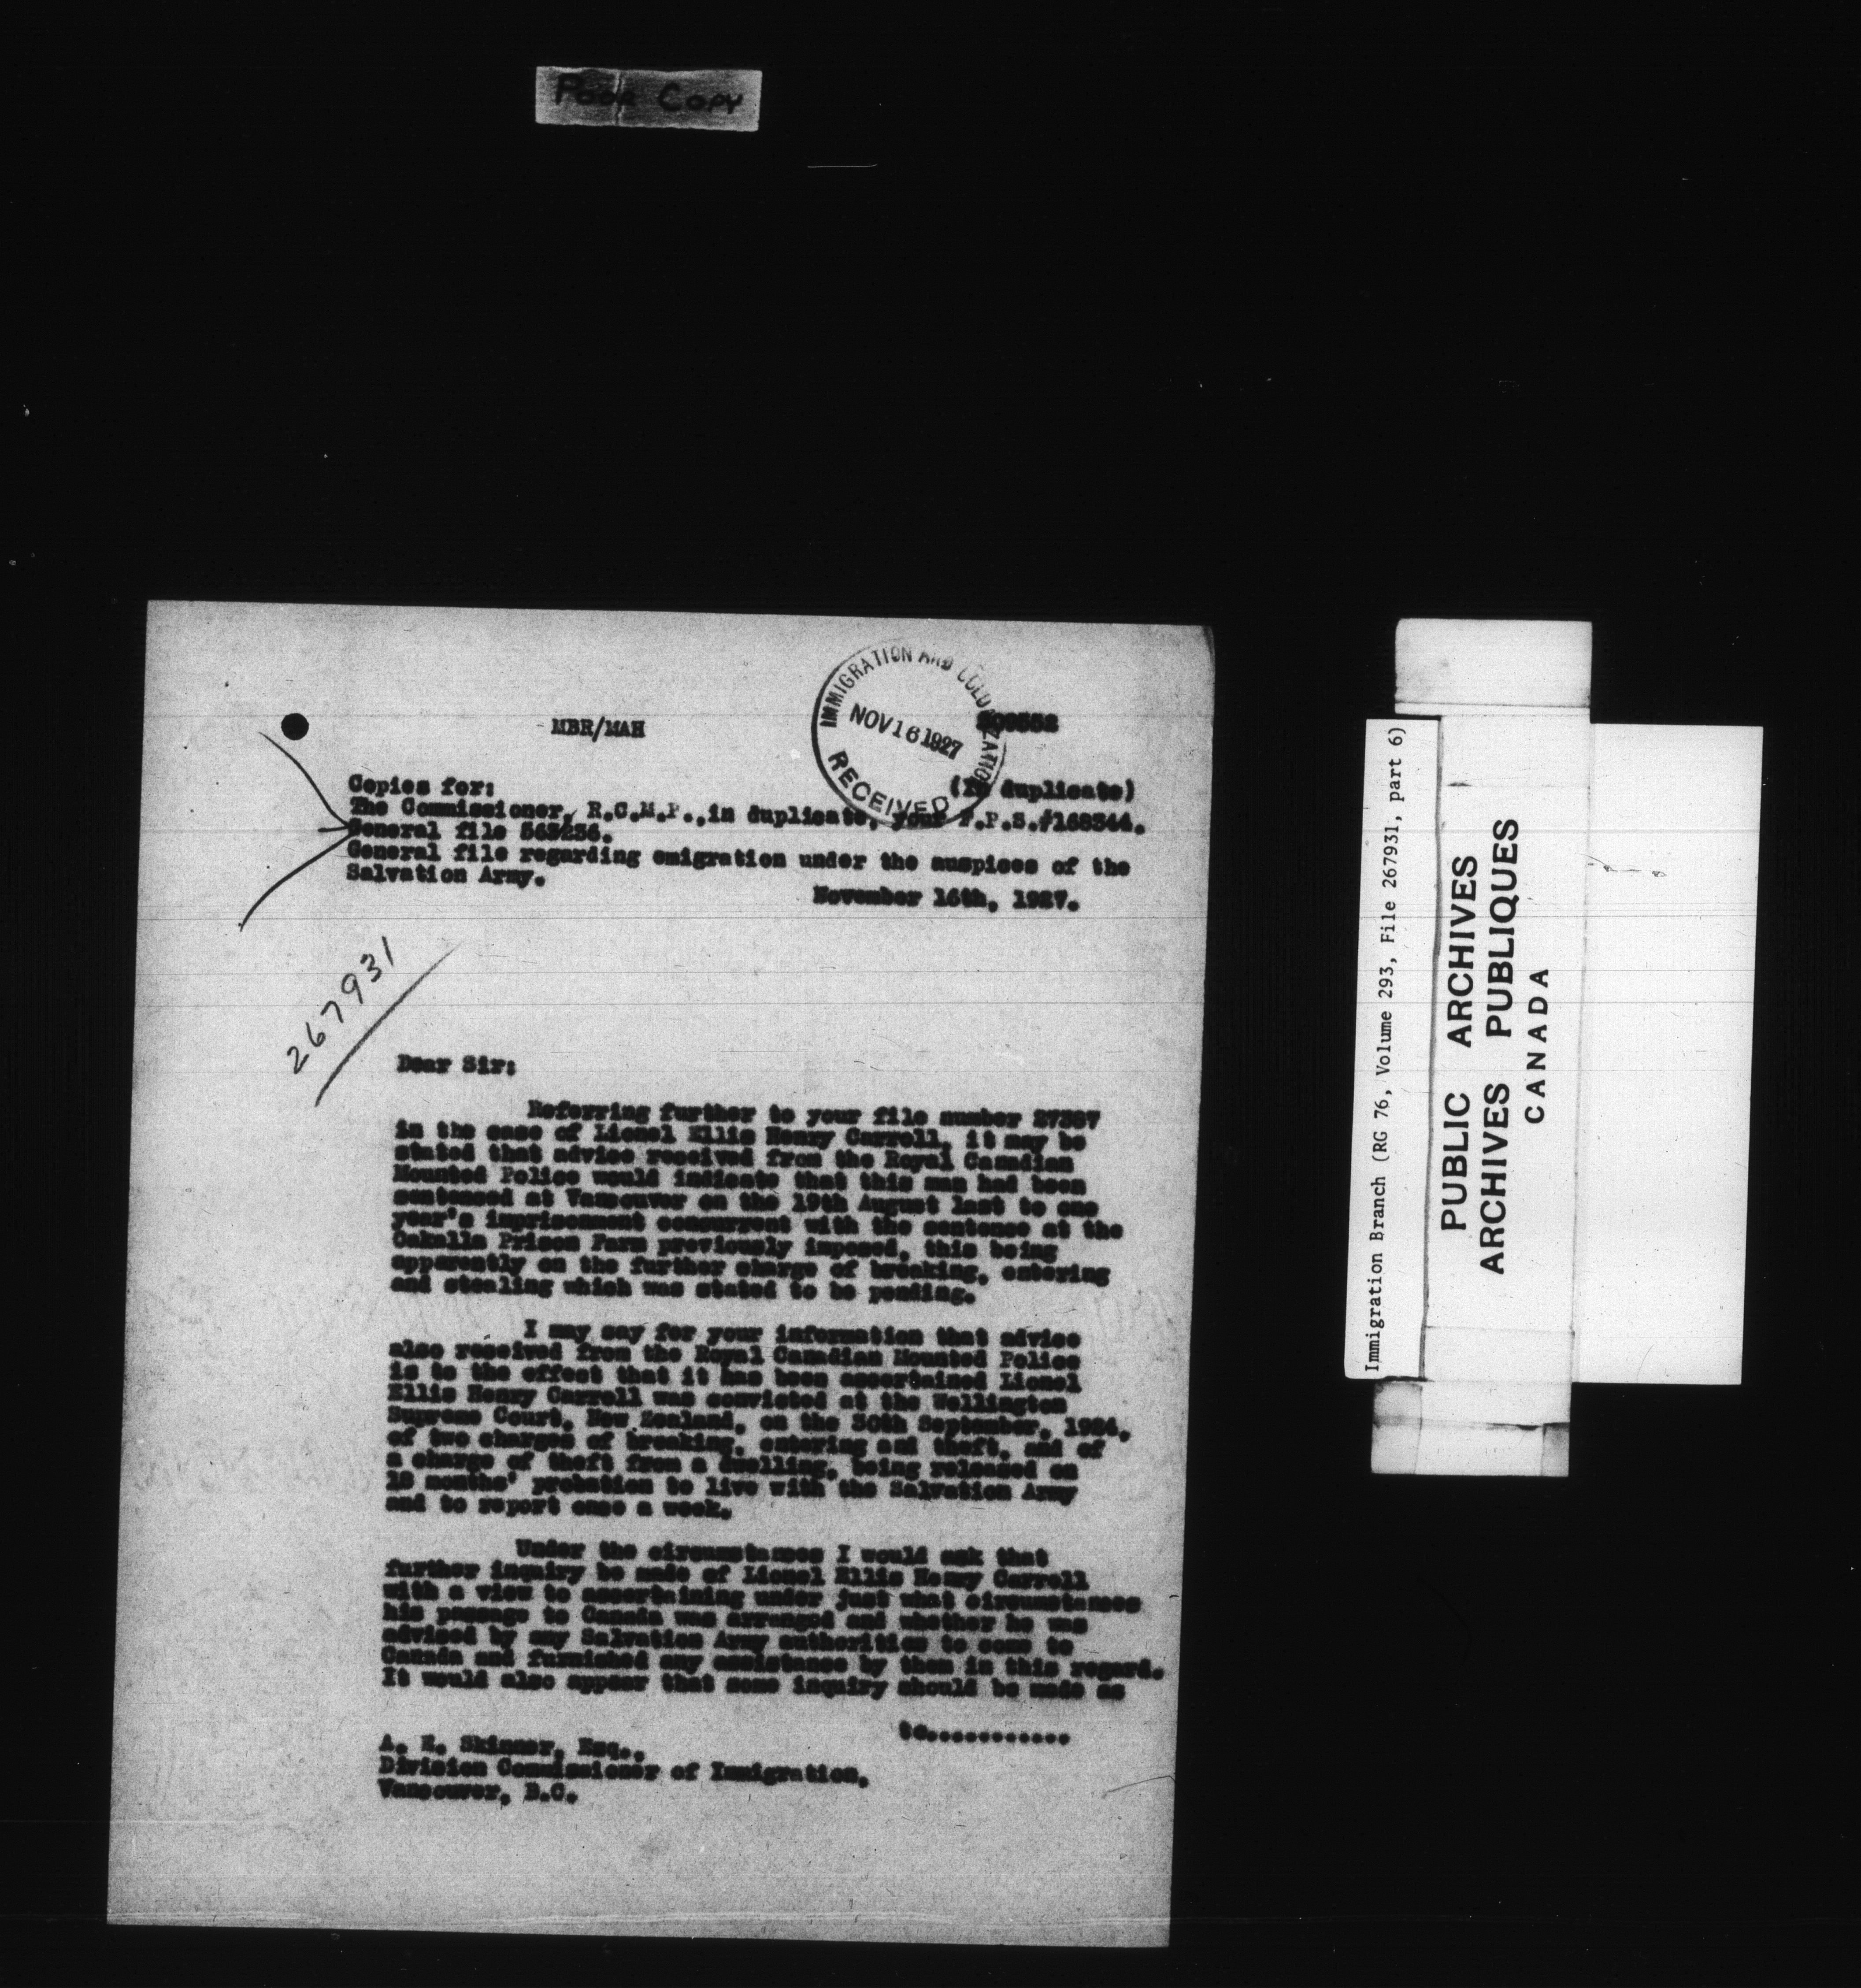 Poor Copy
IMMIGRATION AND COLONIZATION
NOV 16 1927
RECEIVED
MBR/MAH
(In duplicate)
Copies for:
The Commissioner, R.C.M.P., in duplicate, your F.P.S.#168344.
General file 563236.
General file regarding emigration under the auspices of the
Salvation Army.
November 16th, 1927.
267931
Dear Sir:
Referring further to your file number
in the case of Lionel Ellis Henry Carroll, it may be
stated that advice received from the Royal Canadian
Mounted Police would indicate that this man had been
sentenced at Vancouver on the 19th August last to one
year's imprisonment concurrent with the sentence at the
Oakalla Prison Farm previously imposed, this being
apparently on the further charge of breaking, entering
and stealing which was stated to be pending.
I may say for your information that advice
also received from the Royal Canadian Mounted Police
is to the effect that it has been ascertained Lionel
Ellis Henry Carroll was convicted at the Wellington
Supreme Court, New Zealand, on the 30th September, 1924,
of two charges of breaking, entering and theft, and of
a charge of theft from a dwelling, being released on
18 months' probation to live with the Salvation Army
and to report once a week.
Under the circumstances I would ask that
further inquiry be made of Lionel Ellis Henry Carroll
with a view to ascertaining under just what circumstances
his passage to Canada was arranged and whether he was
advised by any Salvation Army authorities to come to
Canada and furnished any assistance by them in this regard.
It would also appear that some inquiry should be made as
to............
A. E. Skinner, Esq.,
Division Commissioner of Immigration,
Vancouver, B.C.
Immigration Branch (RG 76, Volume 293, File 267931, part 6)
PUBLIC ARCHIVES
ARCHIVES PUBLIQUES
CANADA